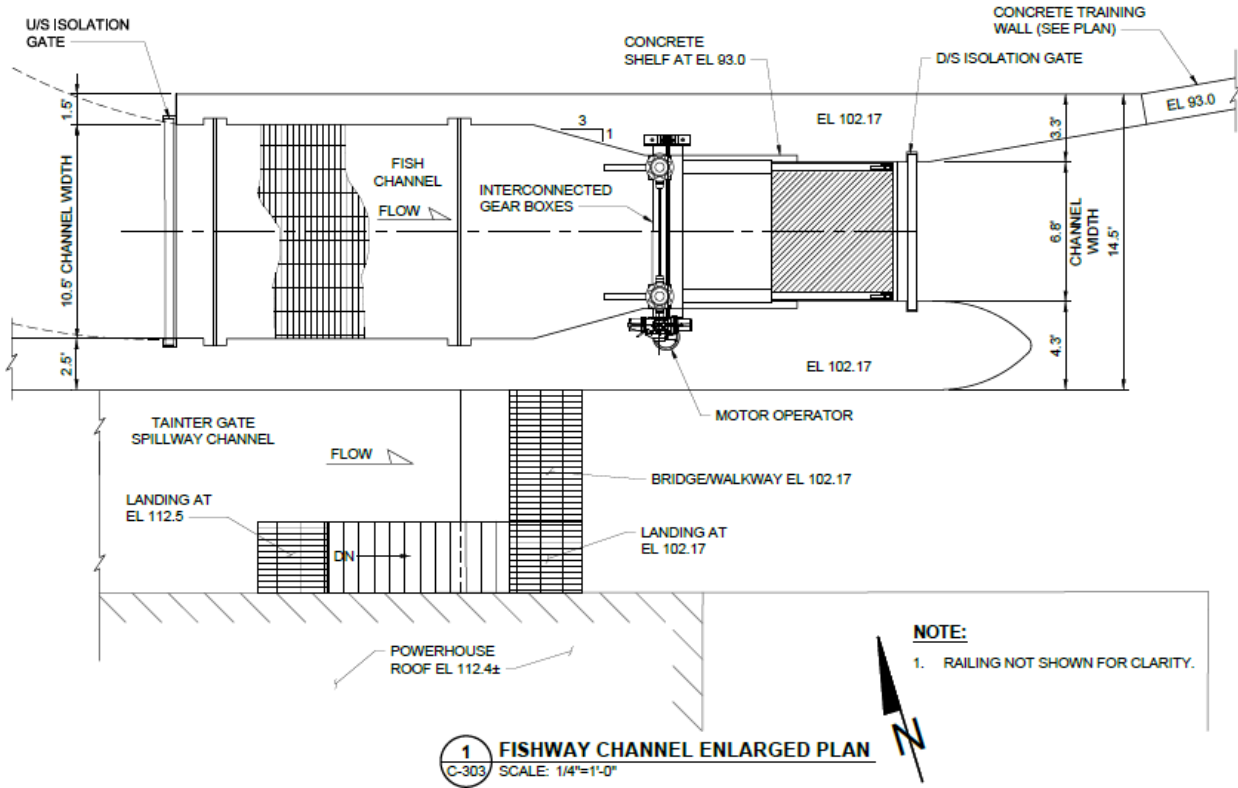 U/S ISOLATION
GATE
CONCRETE
SHELF AT EL 93.0
CONCRETE TRAINING
WALL (SEE PLAN)
D/S ISOLATION GATE
EL 93.0
1.5'
10.5' CHANNEL WIDTH
2.5'
3
1
FISH
CHANNEL
FLOW
INTERCONNECTED
GEAR BOXES
EL 102.17
3.3'
6.8'
CHANNEL
WIDTH
14.5'
4.3'
EL 102.17
MOTOR OPERATOR
TAINTER GATE
SPILLWAY CHANNEL
FLOW
BRIDGE/WALKWAY EL 102.17
LANDING AT
EL 112.5
DN
LANDING AT
EL 102.17
POWERHOUSE
ROOF EL 112.4±
NOTE:
1. RAILING NOT SHOWN FOR CLARITY.
N
1
C-303
FISHWAY CHANNEL ENLARGED PLAN
SCALE: 1/4"=1'-0"